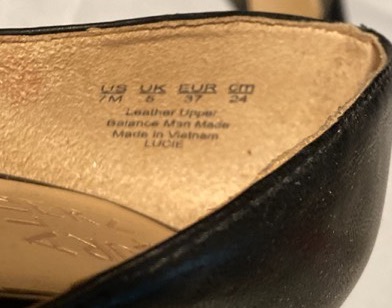 US UK EUR cm
7M 5 37 24
Leather Upper
Balance Man Made
Made in Vietnam
LUCIE